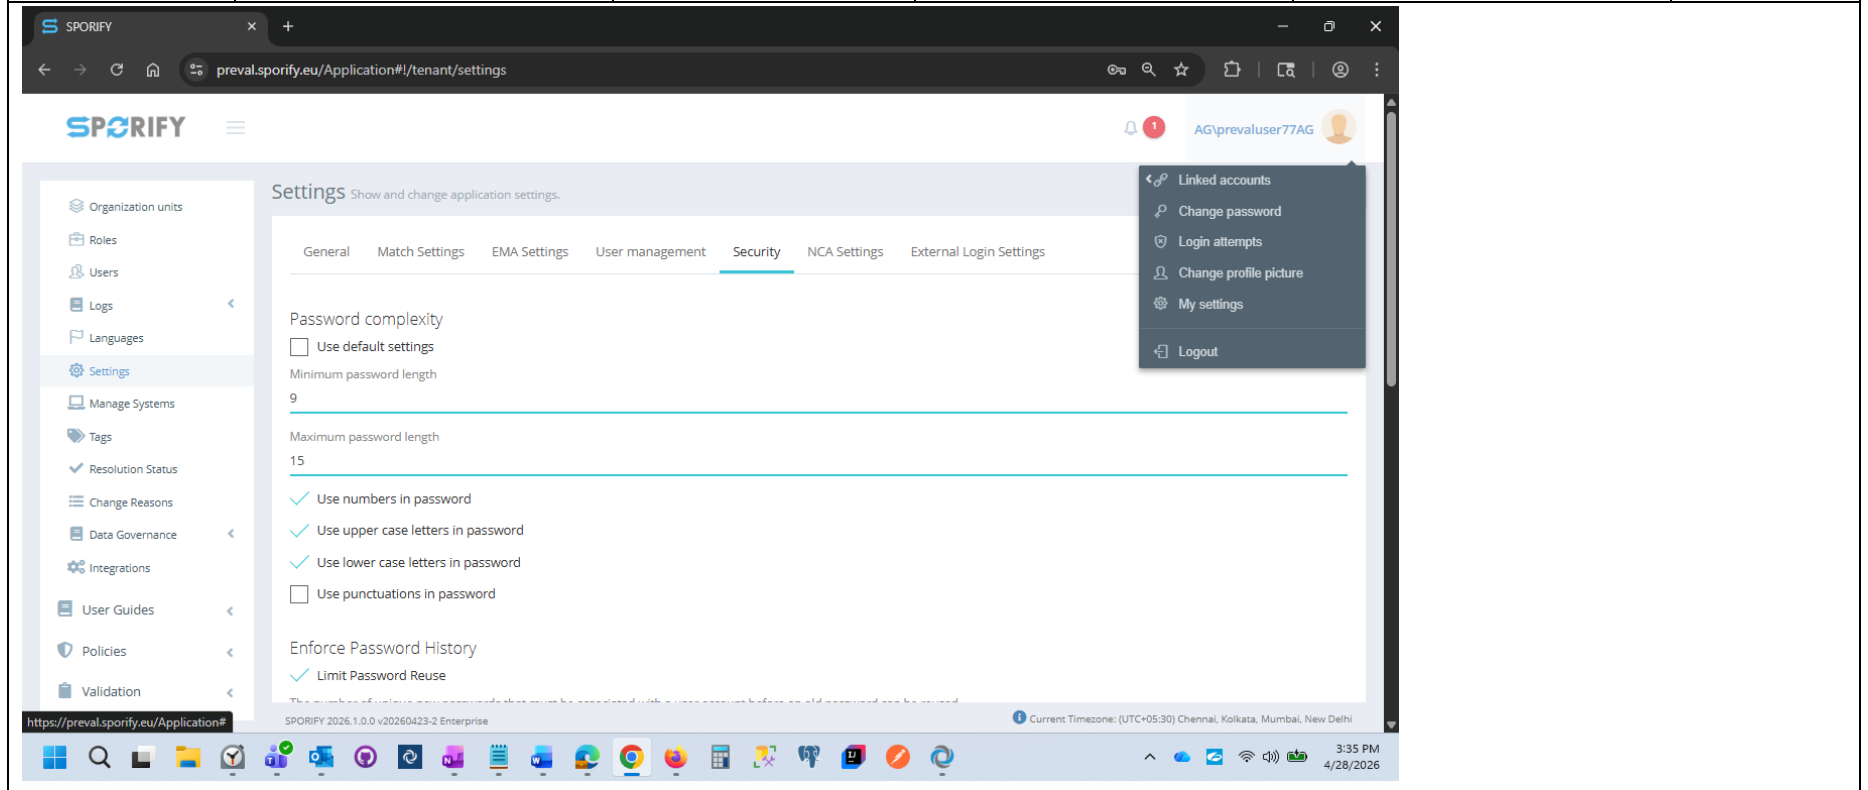 SPORIFY
preval.sporify.eu/Application#!/tenant/settings
SPORIFY
1
AG\prevaluser77AG
Linked accounts
Change password
Login attempts
Change profile picture
My settings
Logout
Organization units
Roles
Users
Logs
Languages
Settings
Manage Systems
Tags
Resolution Status
Change Reasons
Data Governance
Integrations
User Guides
Policies
Validation
Settings Show and change application settings.
General Match Settings EMA Settings User management Security NCA Settings External Login Settings
Password complexity
Use default settings
Minimum password length
9
Maximum password length
15
Use numbers in password
Use upper case letters in password
Use lower case letters in password
Use punctuations in password
Enforce Password History
Limit Password Reuse
https://preval.sporify.eu/Application#
SPORIFY 2026.1.0.0 v20260423-2 Enterprise
Current Timezone: (UTC+05:30) Chennai, Kolkata, Mumbai, New Delhi
3:35 PM
4/28/2026